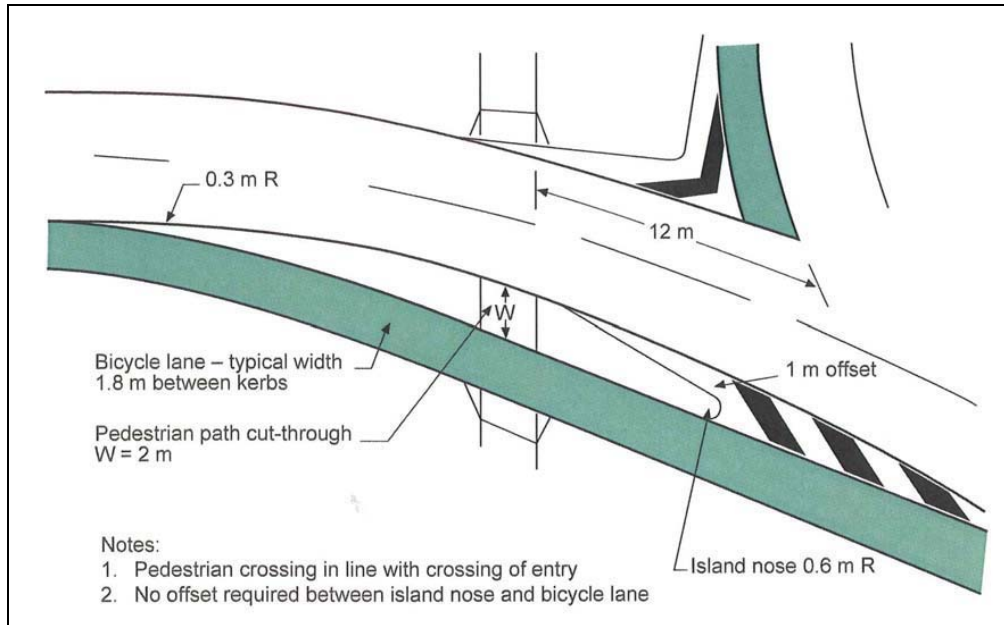 0.3 m R
12 m
W
Bicycle lane – typical width
1.8 m between kerbs
1 m offset
Pedestrian path cut-through
W = 2 m
Island nose 0.6 m R
Notes:
1. Pedestrian crossing in line with crossing of entry
2. No offset required between island nose and bicycle lane